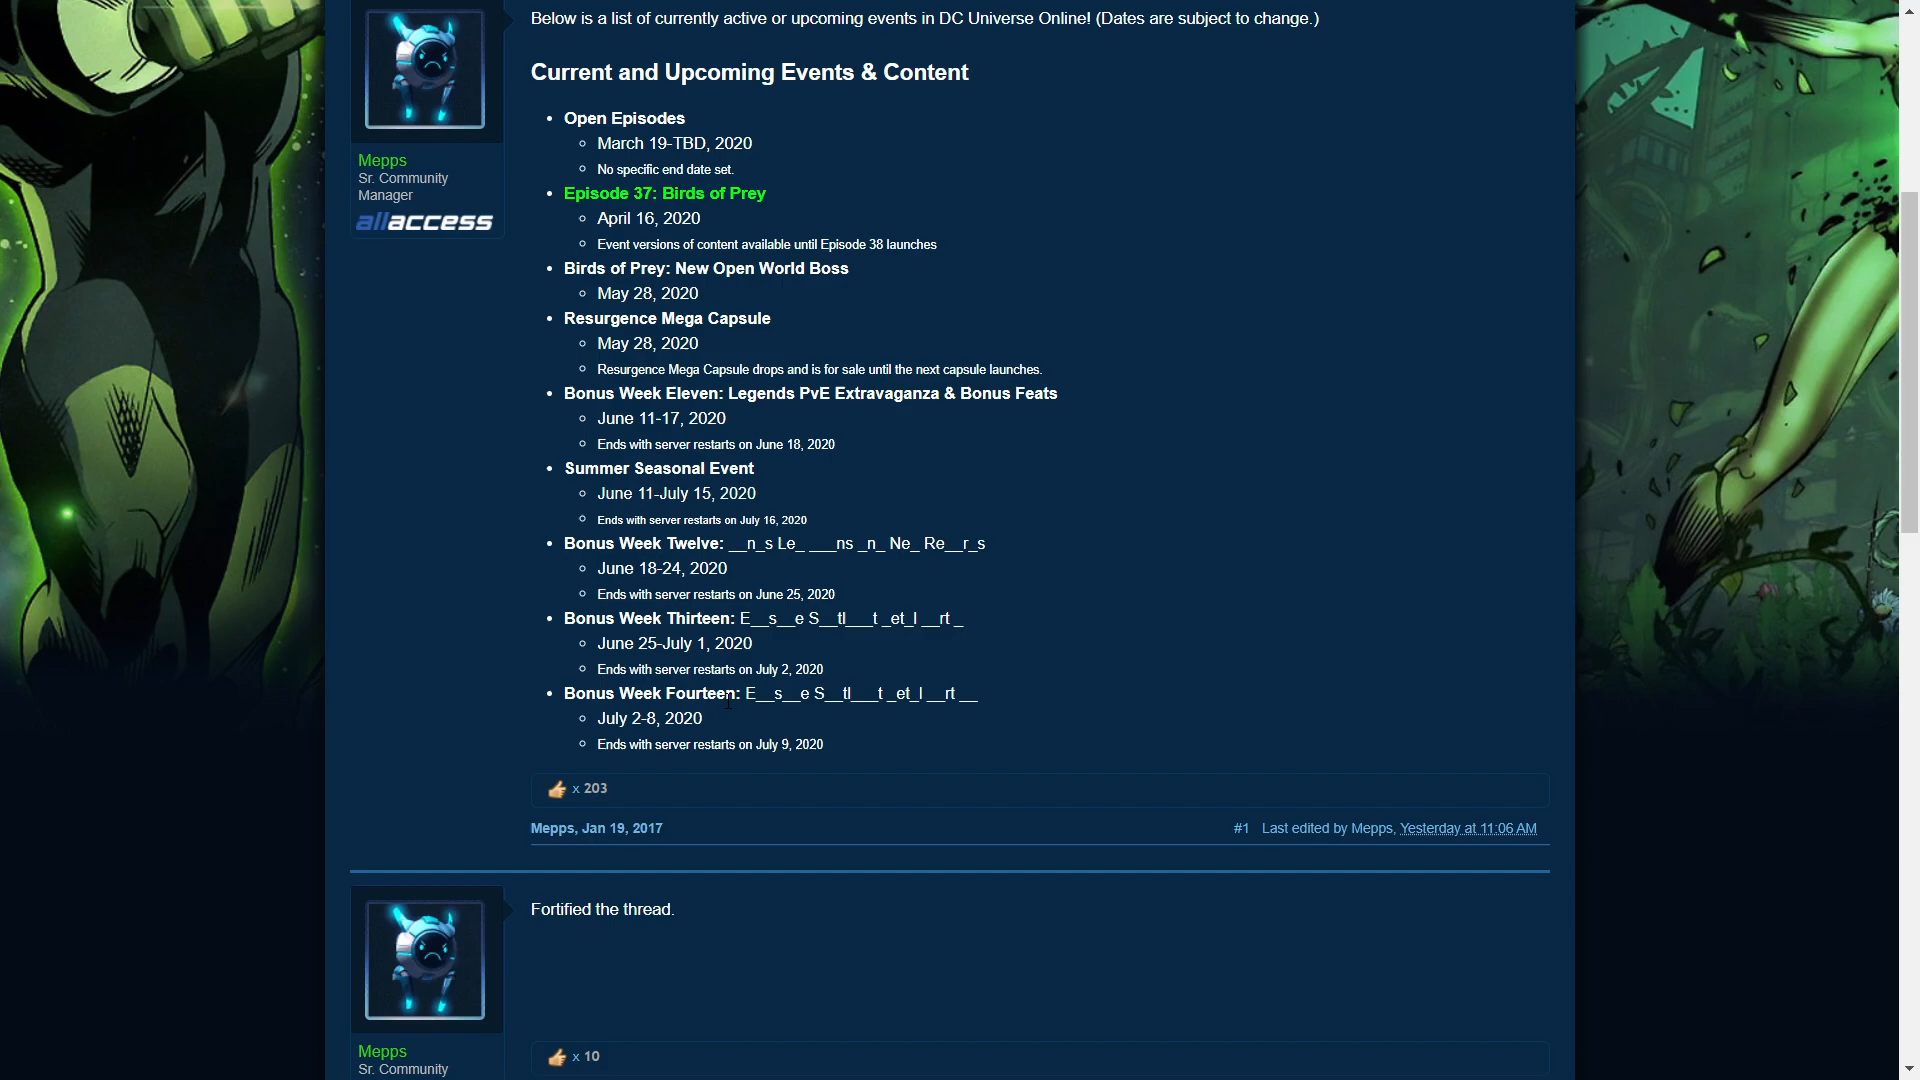 Below is a list of currently active or upcoming events in DC Universe Online! (Dates are subject to change.)
Current and Upcoming Events & Content
• Open Episodes
◦ March 19-TBD, 2020
◦ No specific end date set.
• Episode 37: Birds of Prey
◦ April 16, 2020
◦ Event versions of content available until Episode 38 launches
• Birds of Prey: New Open World Boss
◦ May 28, 2020
• Resurgence Mega Capsule
◦ May 28, 2020
◦ Resurgence Mega Capsule drops and is for sale until the next capsule launches.
• Bonus Week Eleven: Legends PvE Extravaganza & Bonus Feats
◦ June 11-17, 2020
◦ Ends with server restarts on June 18, 2020
• Summer Seasonal Event
◦ June 11-July 15, 2020
◦ Ends with server restarts on July 16, 2020
• Bonus Week Twelve: __n_s Le_ ___ns _n_ Ne_ Re__r_s
◦ June 18-24, 2020
◦ Ends with server restarts on June 25, 2020
• Bonus Week Thirteen: E__s__e S__tl___t _et_l __rt _
◦ June 25-July 1, 2020
◦ Ends with server restarts on July 2, 2020
• Bonus Week Fourteen: E__s__e S__tl___t _et_l __rt __
◦ July 2-8, 2020
◦ Ends with server restarts on July 9, 2020
Mepps
Sr. Community
Manager
allaccess
x 203
Mepps, Jan 19, 2017
#1 Last edited by Mepps, Yesterday at 11:06 AM
Fortified the thread.
Mepps
Sr. Community
x 10